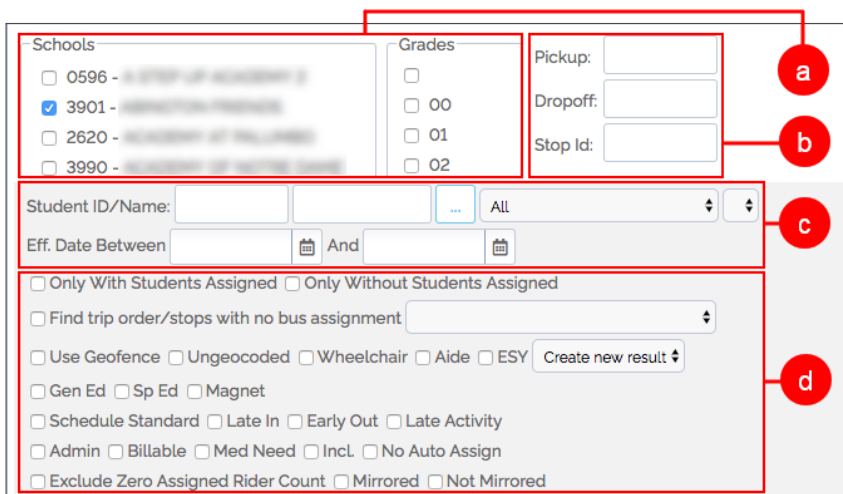 Schools
0596 -
3901 -
2620 -
3990 -
Grades
00
01
02
Pickup:
Dropoff:
Stop Id:
a
b
Student ID/Name: ... All
Eff. Date Between And
c
Only With Students Assigned Only Without Students Assigned
Find trip order/stops with no bus assignment
Use Geofence Ungeocoded Wheelchair Aide ESY Create new result
Gen Ed Sp Ed Magnet
Schedule Standard Late In Early Out Late Activity
Admin Billable Med Need Incl. No Auto Assign
Exclude Zero Assigned Rider Count Mirrored Not Mirrored
d